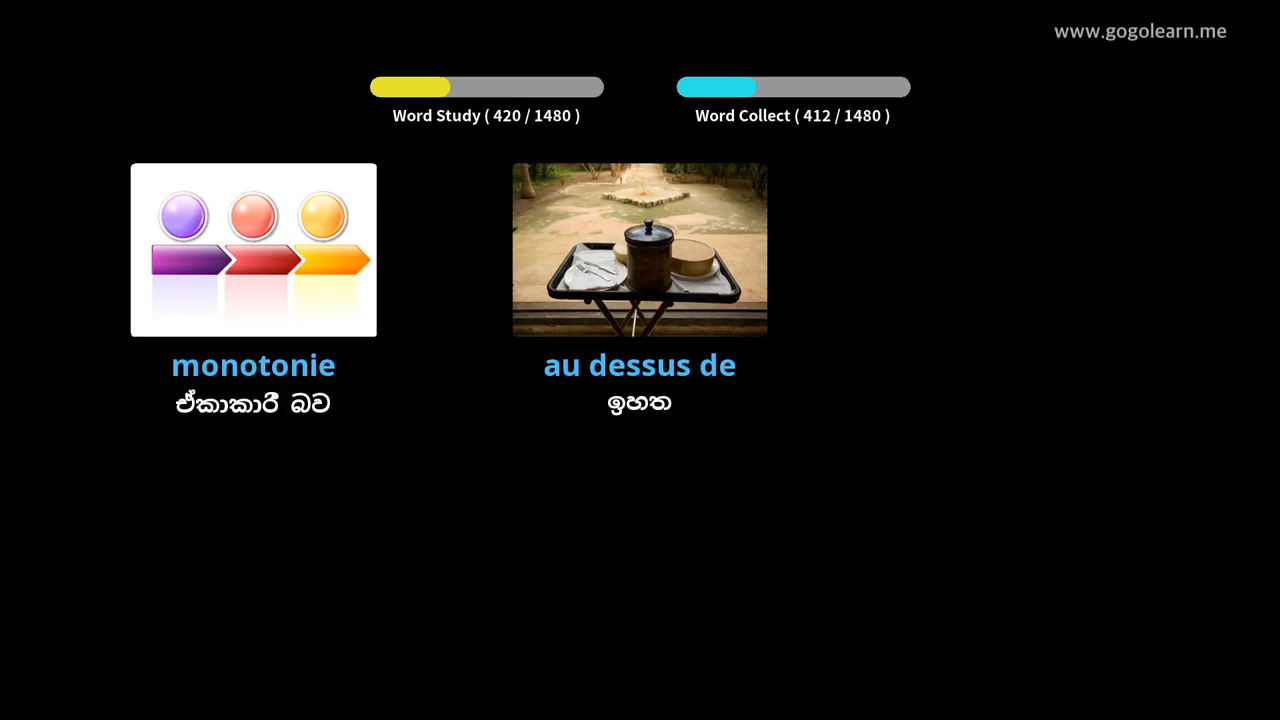 www.gogolearn.me
Word Study ( 420 / 1480 )
Word Collect ( 412 / 1480 )
monotonie
ඒකාකාරී බව
au dessus de
ඉහත